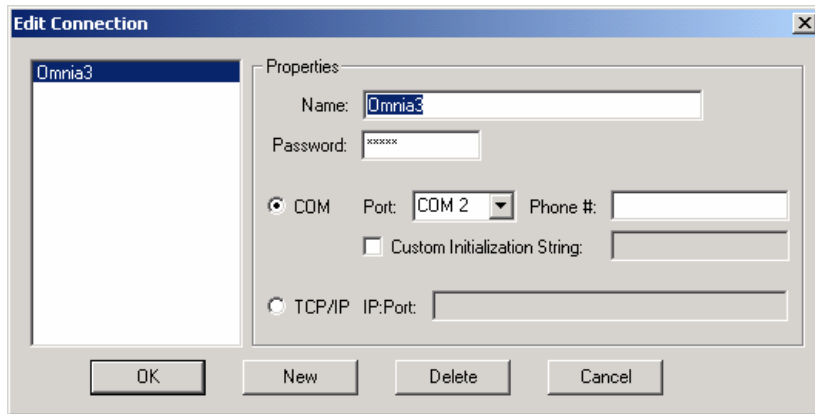 Edit Connection
Omnia3
Properties
Name: Omnia3
Password: *****
COM Port: COM 2 Phone #:
Custom Initialization String:
TCP/IP IP:Port:
OK New Delete Cancel